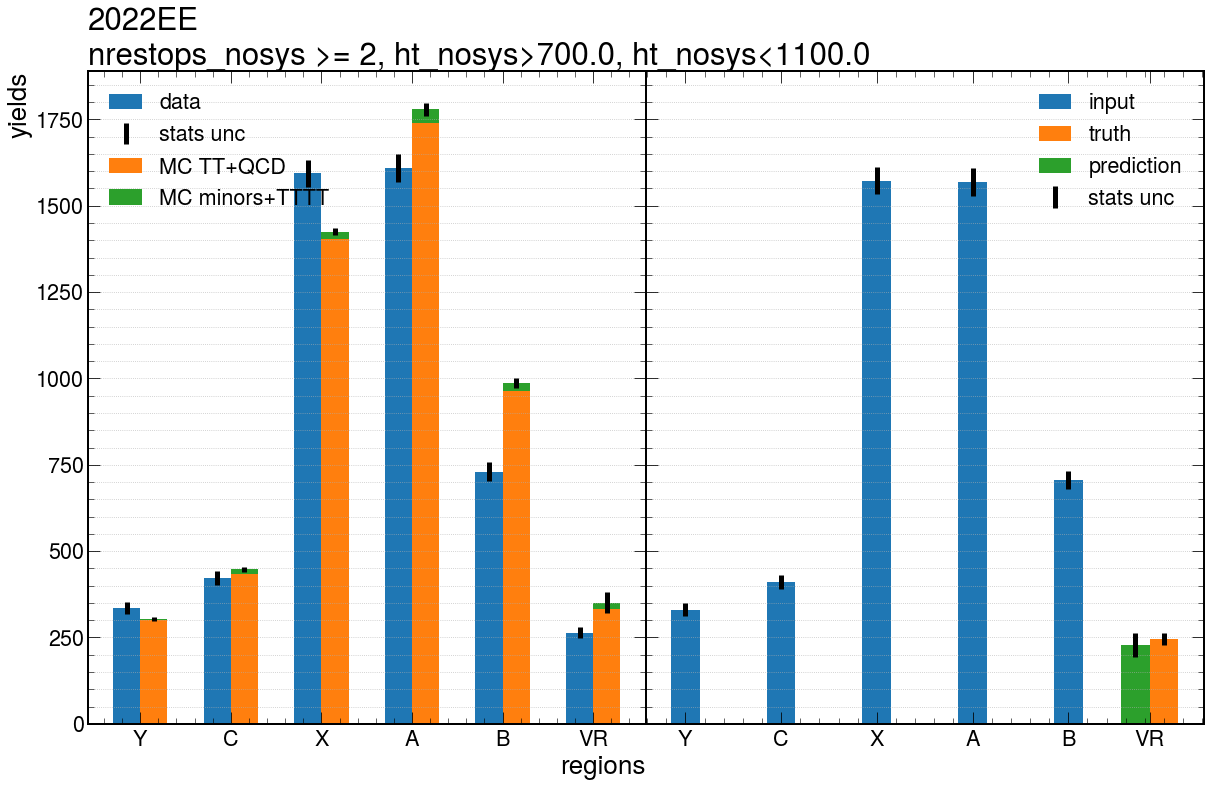 2022EE
nrestops_nosys >= 2, ht_nosys>700.0, ht_nosys<1100.0
yields
1750
1500
1250
1000
750
500
250
0
data
stats unc
MC TT+QCD
MC minors+TTTT
input
truth
prediction
stats unc
Y C X A B VR
Y C X A B VR
regions